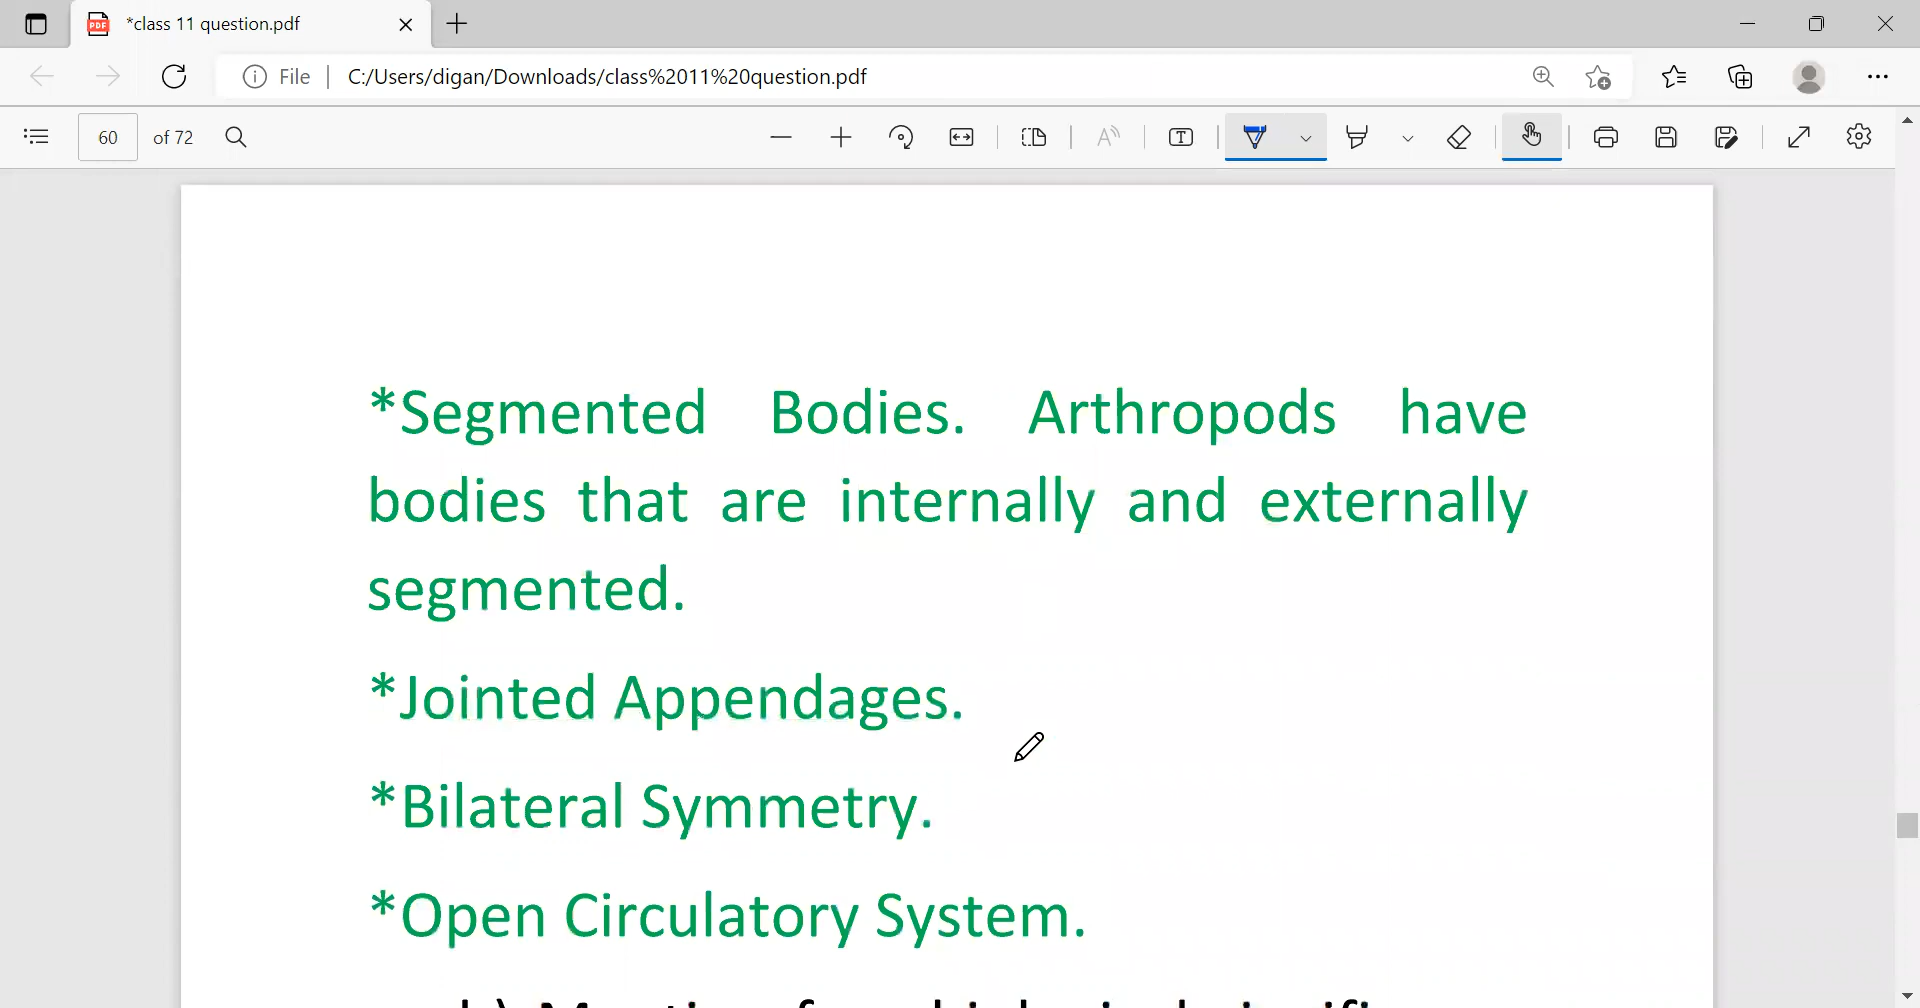 *class 11 question.pdf
File
C:/Users/digan/Downloads/class%2011%20question.pdf
60 of 72
*Segmented Bodies. Arthropods have
bodies that are internally and externally
segmented.
*Jointed Appendages.
*Bilateral Symmetry.
*Open Circulatory System.